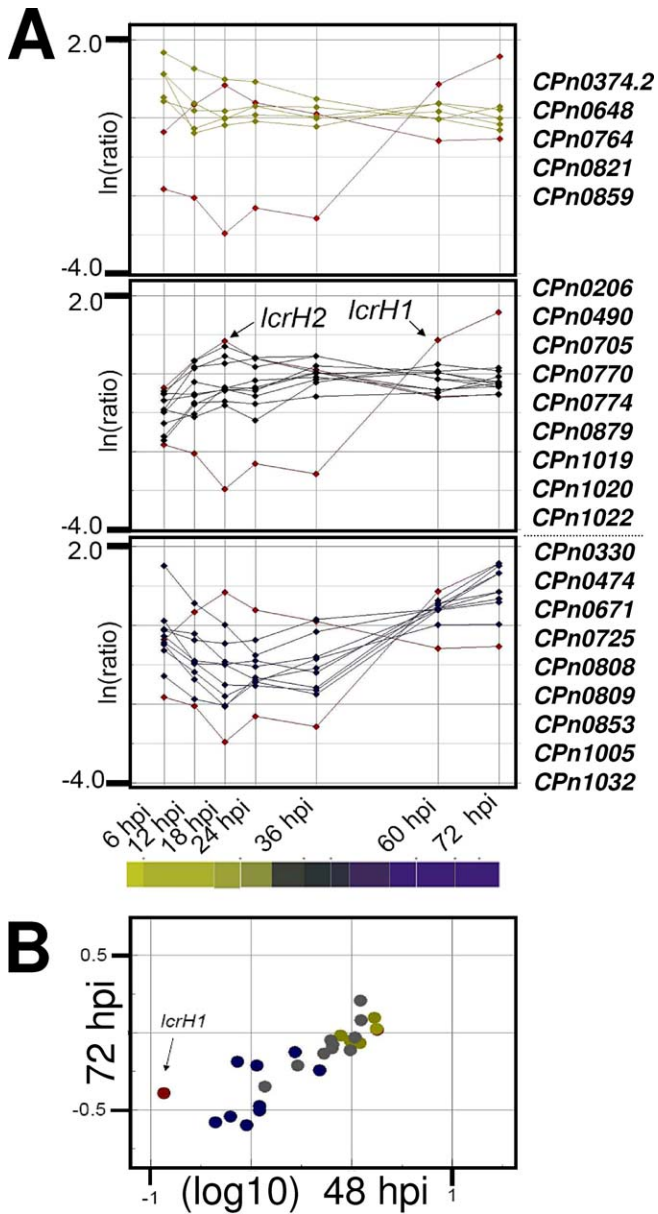 A
2.0
ln(ratio)
-4.0
CPn0374.2
CPn0648
CPn0764
CPn0821
CPn0859
2.0
lcrH2
lcrH1
ln(ratio)
-4.0
CPn0206
CPn0490
CPn0705
CPn0770
CPn0774
CPn0879
CPn1019
CPn1020
CPn1022
2.0
ln(ratio)
-4.0
CPn0330
CPn0474
CPn0671
CPn0725
CPn0808
CPn0809
CPn0853
CPn1005
CPn1032
6 hpi
12 hpi
18 hpi
24 hpi
36 hpi
60 hpi
72 hpi
B
0.5
72 hpi
-0.5
lcrH1
-1
(log10) 48 hpi
1